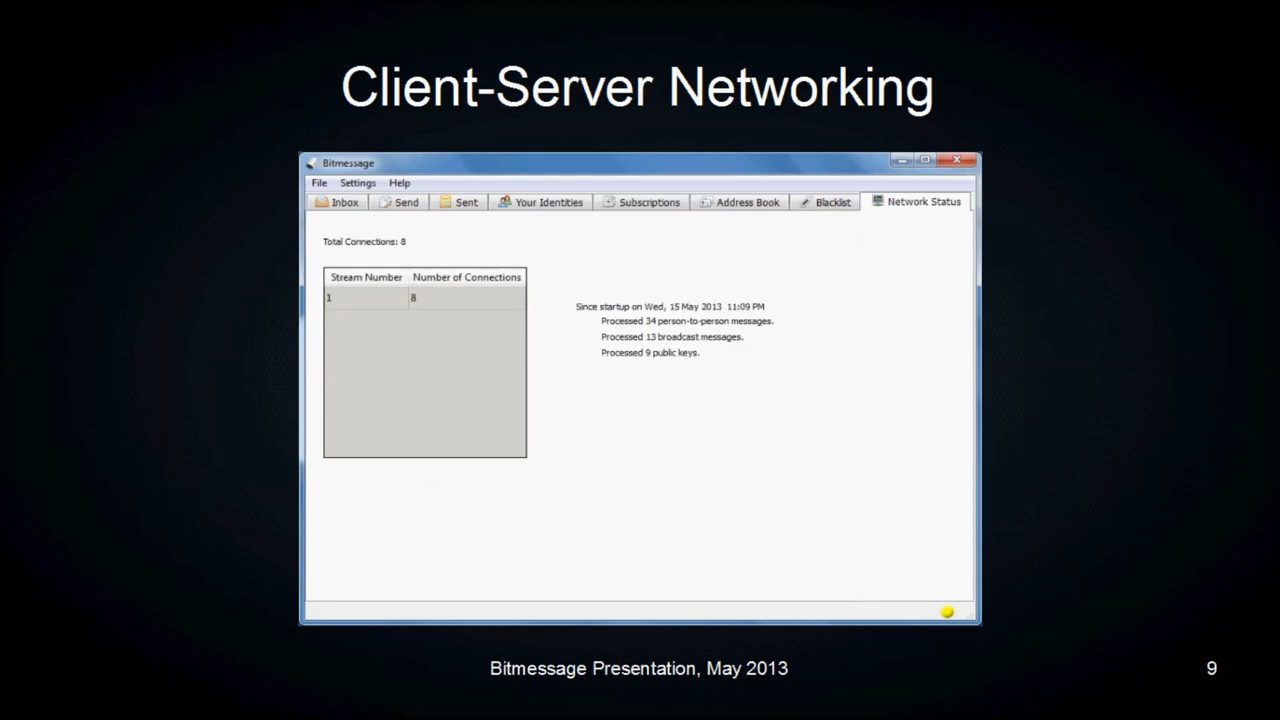 Client-Server Networking
Bitmessage
File Settings Help
Inbox Send Sent Your Identities Subscriptions Address Book Blacklist Network Status
Total Connections: 8
Stream Number Number of Connections
1 8
Since startup on Wed, 15 May 2013 11:09 PM
Processed 34 person-to-person messages.
Processed 13 broadcast messages.
Processed 9 public keys.
Bitmessage Presentation, May 2013
9